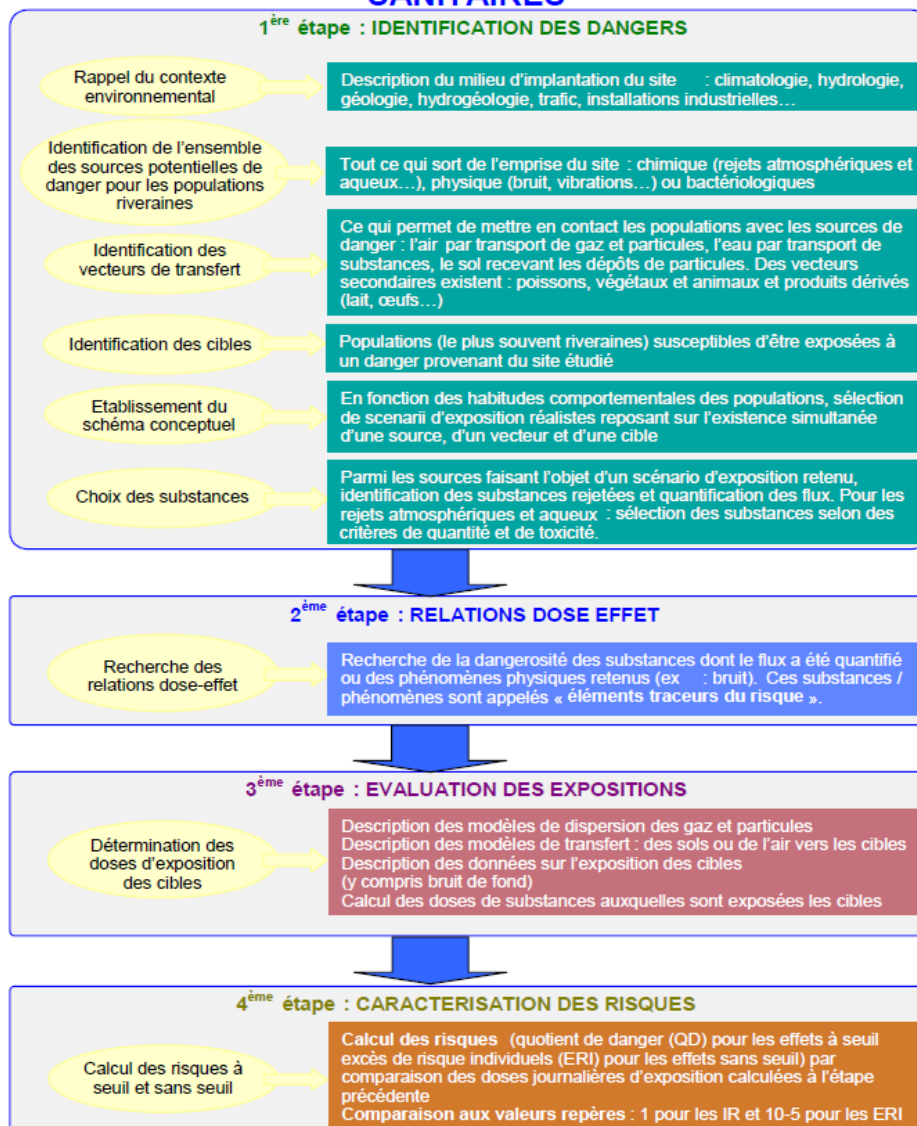 SANITAIRES
1ère étape : IDENTIFICATION DES DANGERS
Rappel du contexte
environnemental
Description du milieu d'implantation du site : climatologie, hydrologie,
géologie, hydrogéologie, trafic, installations industrielles…
Identification de l'ensemble
des sources potentielles de
danger pour les populations
riveraines
Tout ce qui sort de l'emprise du site : chimique (rejets atmosphériques et
aqueux…), physique (bruit, vibrations…) ou bactériologiques
Identification des
vecteurs de transfert
Ce qui permet de mettre en contact les populations avec les sources de
danger : l'air par transport de gaz et particules, l'eau par transport de
substances, le sol recevant les dépôts de particules. Des vecteurs
secondaires existent : poissons, végétaux et animaux et produits dérivés
(lait, œufs…)
Identification des cibles
Populations (le plus souvent riveraines) susceptibles d'être exposées à
un danger provenant du site étudié
Etablissement du
schéma conceptuel
En fonction des habitudes comportementales des populations, sélection
de scenarii d'exposition réalistes reposant sur l'existence simultanée
d'une source, d'un vecteur et d'une cible
Choix des substances
Parmi les sources faisant l'objet d'un scénario d'exposition retenu,
identification des substances rejetées et quantification des flux. Pour les
rejets atmosphériques et aqueux : sélection des substances selon des
critères de quantité et de toxicité.
2ème étape : RELATIONS DOSE EFFET
Recherche des
relations dose-effet
Recherche de la dangerosité des substances dont le flux a été quantifié
ou des phénomènes physiques retenus (ex : bruit). Ces substances /
phénomènes sont appelés « éléments traceurs du risque ».
3ème étape : EVALUATION DES EXPOSITIONS
Détermination des
doses d'exposition
des cibles
Description des modèles de dispersion des gaz et particules
Description des modèles de transfert : des sols ou de l'air vers les cibles
Description des données sur l'exposition des cibles
(y compris bruit de fond)
Calcul des doses de substances auxquelles sont exposées les cibles
4ème étape : CARACTERISATION DES RISQUES
Calcul des risques à
seuil et sans seuil
Calcul des risques (quotient de danger (QD) pour les effets à seuil
excès de risque individuels (ERI) pour les effets sans seuil) par
comparaison des doses journalières d'exposition calculées à l'étape
précédente
Comparaison aux valeurs repères : 1 pour les IR et 10-5 pour les ERI